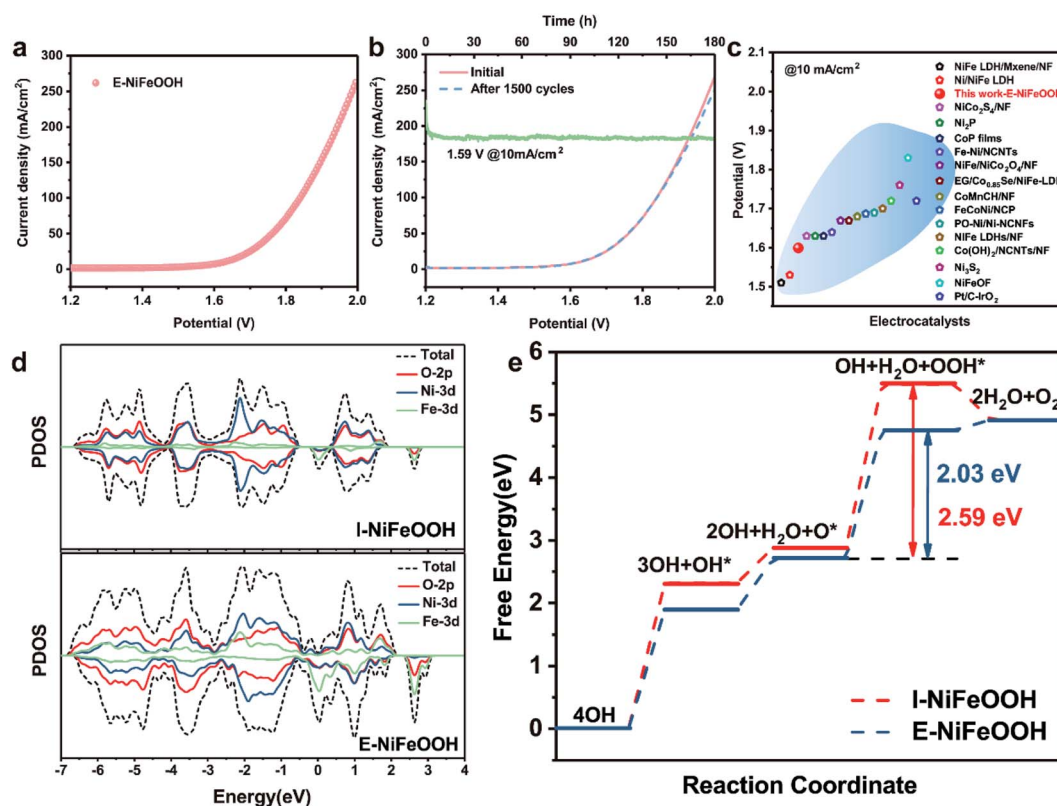 a
E-NiFeOOH
Current density (mA/cm²)
300
250
200
150
100
50
0
1.2 1.4 1.6 1.8 2.0
Potential (V)
b
Time (h)
0 30 60 90 120 150 180
Initial
After 1500 cycles
1.59 V @10mA/cm²
Current density (mA/cm²)
300
250
200
150
100
50
0
1.2 1.4 1.6 1.8 2.0
Potential (V)
c
@10 mA/cm²
Potential (V)
2.1
2.0
1.9
1.8
1.7
1.6
1.5
Electrocatalysts
NiFe LDH/Mxene/NF
Ni/NiFe LDH
This work-E-NiFeOOH
NiCo₂S₄/NF
Ni₂P
CoP films
Fe-Ni/NCNTs
NiFe/NiCo₂O₄/NF
EG/Co₀.₈₅Se/NiFe-LDH
CoMnCH/NF
FeCoNi/NCP
PO-Ni/Ni-NCNFs
NiFe LDHs/NF
Co(OH)₂/NCNTs/NF
Ni₃S₂
NiFeOF
Pt/C-IrO₂
d
PDOS
Total
O-2p
Ni-3d
Fe-3d
I-NiFeOOH
PDOS
Total
O-2p
Ni-3d
Fe-3d
E-NiFeOOH
-7 -6 -5 -4 -3 -2 -1 0 1 2 3 4
Energy(eV)
e
Free Energy(eV)
6
5
4
3
2
1
0
4OH
3OH+OH*
2OH+H₂O+O*
OH+H₂O+OOH*
2H₂O+O₂
2.03 eV
2.59 eV
I-NiFeOOH
E-NiFeOOH
Reaction Coordinate